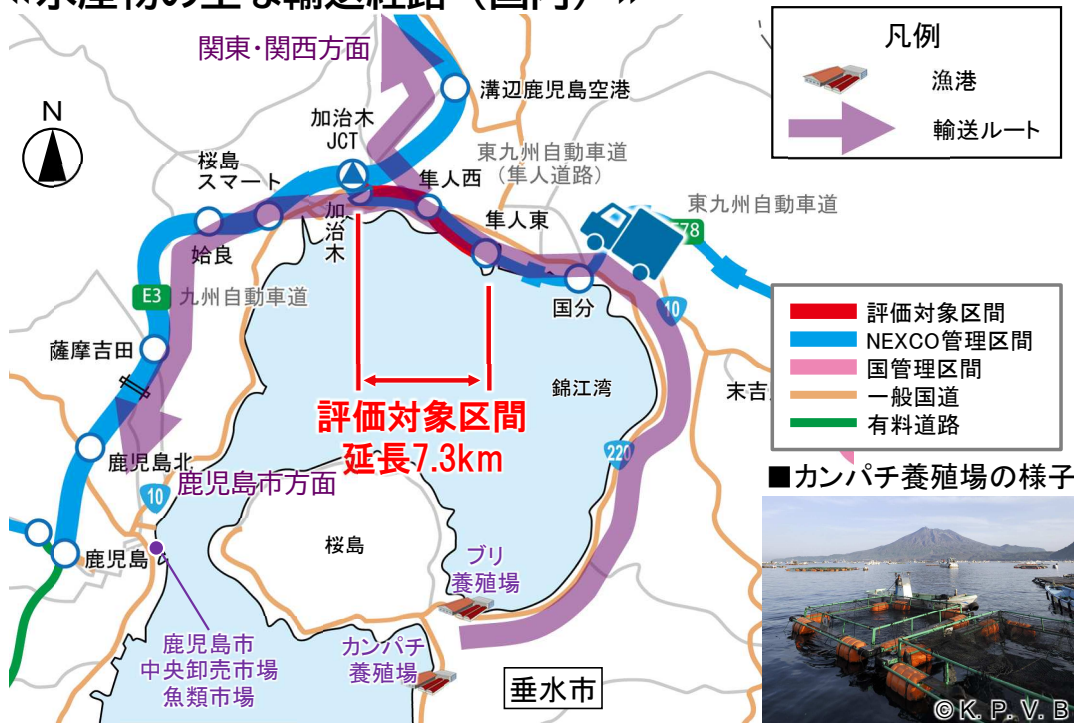 関東・関西方面
凡例
漁港
輸送ルート
N
溝辺鹿児島空港
加治木
JCT
桜島
スマート
東九州自動車道
(隼人道路)
隼人西
隼人東
東九州自動車道
78
加治木
姶良
E3
九州自動車道
国分
10
薩摩吉田
錦江湾
末吉
評価対象区間
NEXCO管理区間
国管理区間
一般国道
有料道路
評価対象区間
延長7.3km
220
鹿児島北
10
鹿児島市方面
■カンパチ養殖場の様子
鹿児島
桜島
ブリ
養殖場
鹿児島市
中央卸売市場
魚類市場
カンパチ
養殖場
垂水市
©K.P.V.B